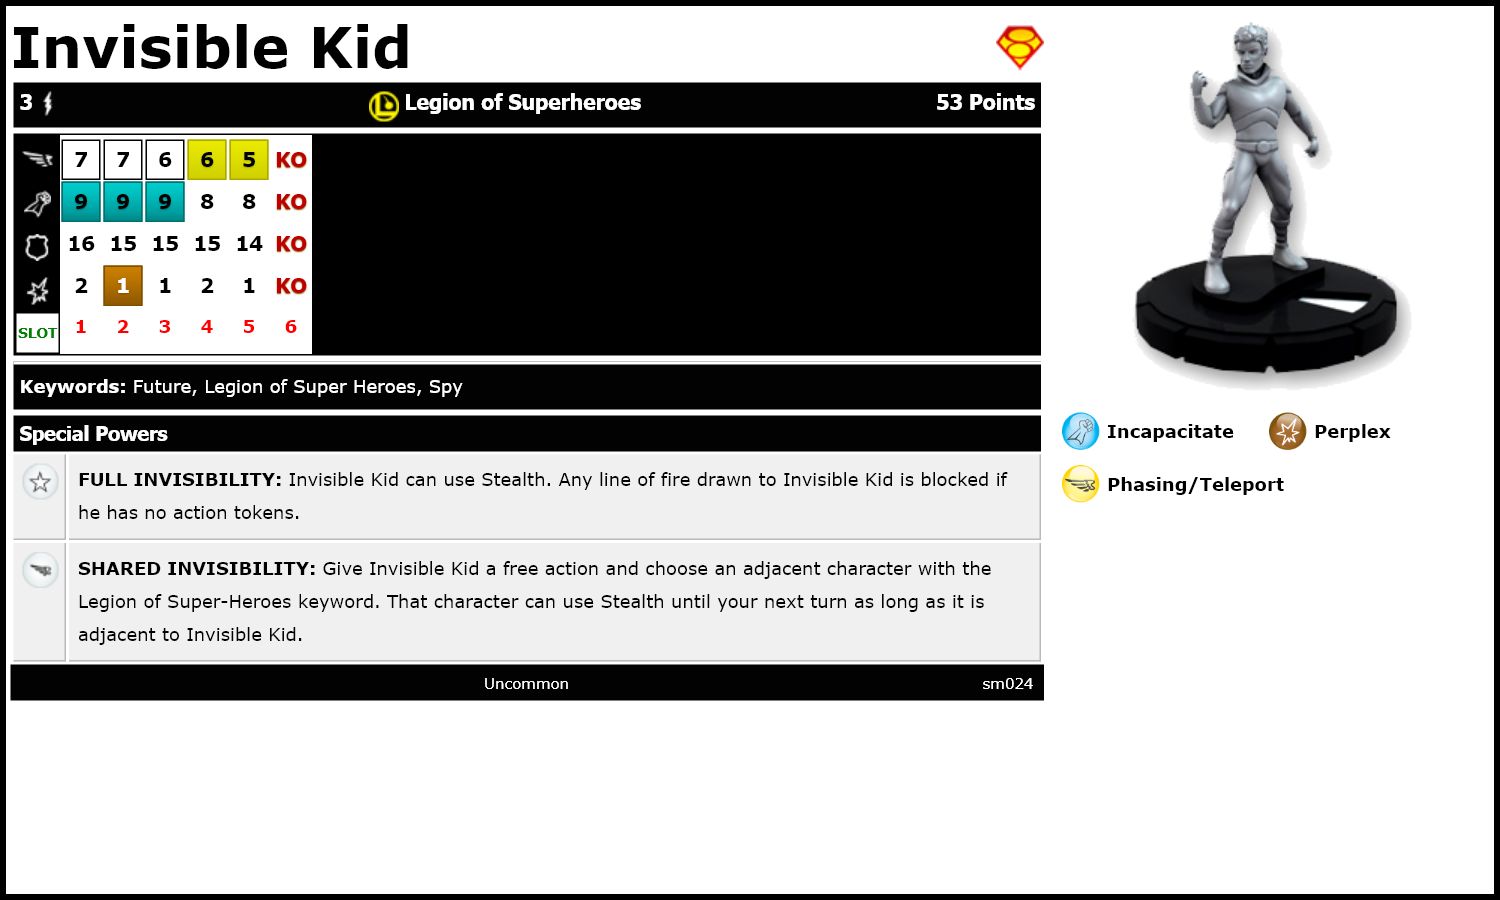 Invisible Kid
3 Legion of Superheroes 53 Points
7 7 6 6 5 KO
9 9 9 8 8 KO
16 15 15 15 14 KO
2 1 1 2 1 KO
SLOT 1 2 3 4 5 6
Keywords: Future, Legion of Super Heroes, Spy
Special Powers
FULL INVISIBILITY: Invisible Kid can use Stealth. Any line of fire drawn to Invisible Kid is blocked if
he has no action tokens.
SHARED INVISIBILITY: Give Invisible Kid a free action and choose an adjacent character with the
Legion of Super-Heroes keyword. That character can use Stealth until your next turn as long as it is
adjacent to Invisible Kid.
Uncommon sm024
Incapacitate Perplex
Phasing/Teleport